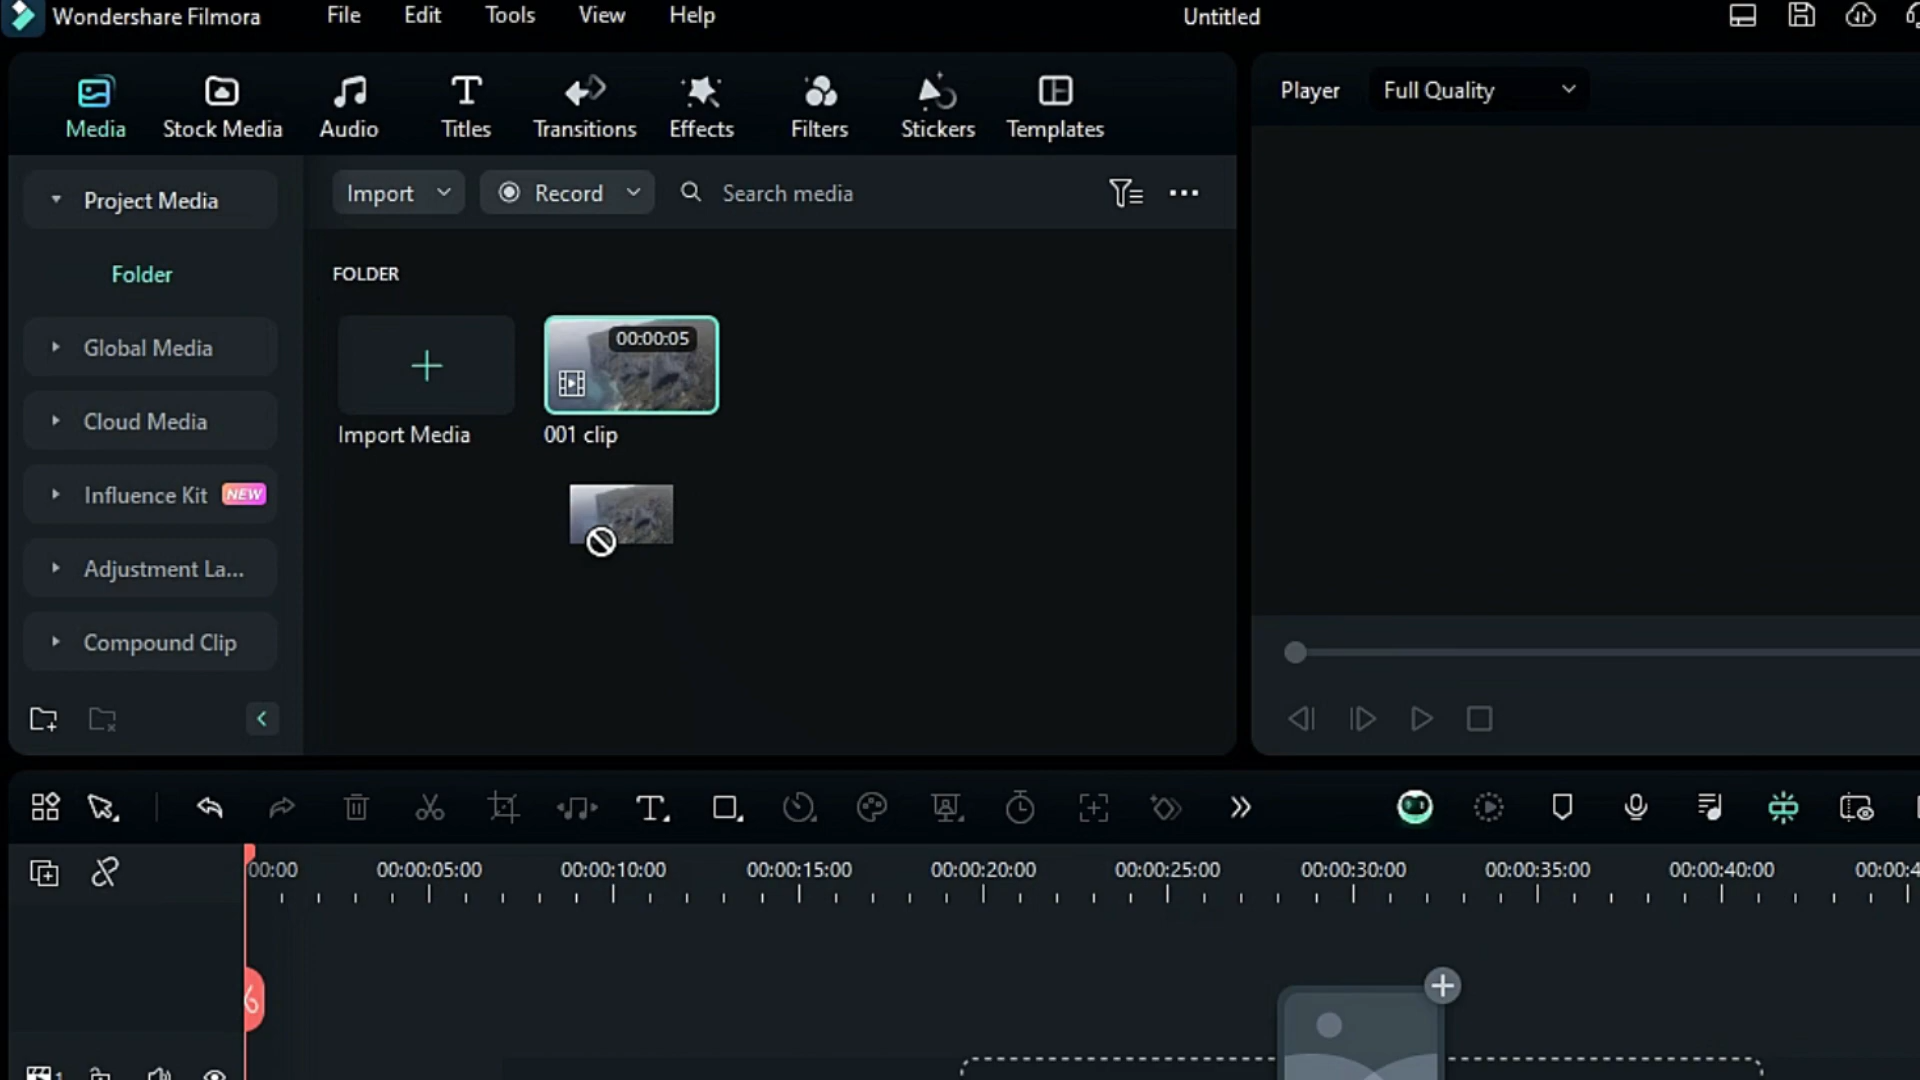 Wondershare Filmora File Edit Tools View Help Untitled
Media Stock Media Audio Titles Transitions Effects Filters Stickers Templates
Player Full Quality
Project Media
Folder
Global Media
Cloud Media
Influence Kit NEW
Adjustment La...
Compound Clip
Import Record Search media
FOLDER
00:00:05
Import Media 001 clip
00:00 00:00:05:00 00:00:10:00 00:00:15:00 00:00:20:00 00:00:25:00 00:00:30:00 00:00:35:00 00:00:40:00 00:00:4
1